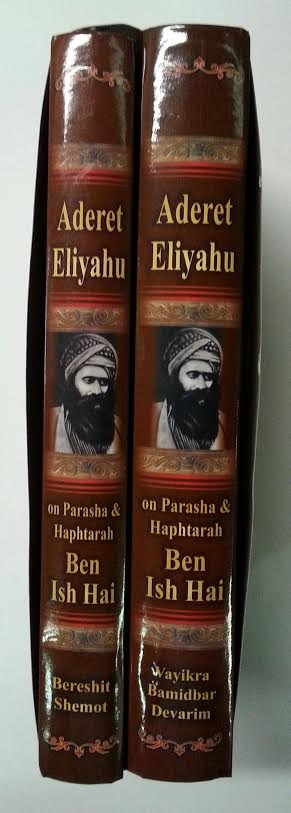 Aderet
Eliyahu
on Parasha &
Haphtarah
Ben
Ish Hai
Bereshit
Shemot
Aderet
Eliyahu
on Parasha &
Haphtarah
Ben
Ish Hai
Wayikra
Bamidbar
Devarim